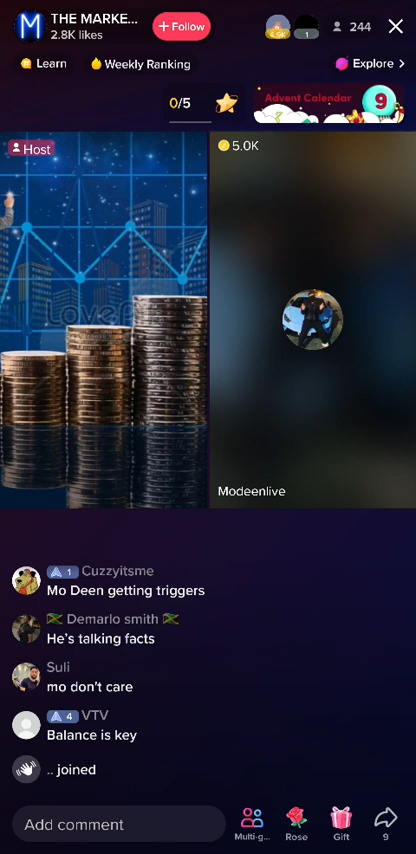 THE MARKE...
2.8K likes
+ Follow
4.9K
1
244
Learn
Weekly Ranking
Explore >
0/5
Advent Calendar
9
Host
5.0K
Modeenlive
1 Cuzzyitsme
Mo Deen getting triggers
Demarlo smith
He's talking facts
Suli
mo don't care
4 VTV
Balance is key
.. joined
Add comment
Multi-g...
Rose
Gift
9